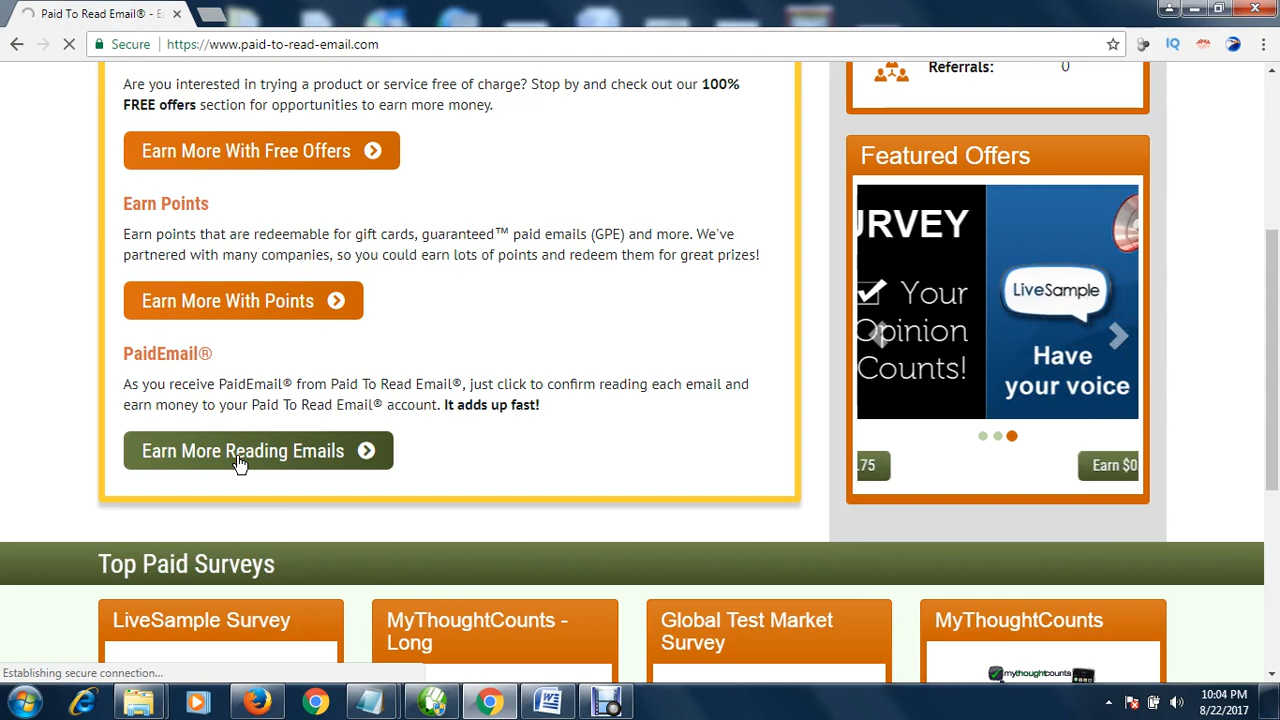 Paid To Read Email® - E
Secure
https://www.paid-to-read-email.com
Are you interested in trying a product or service free of charge? Stop by and check out our 100%
FREE offers section for opportunities to earn more money.
Earn More With Free Offers
Earn Points
Earn points that are redeemable for gift cards, guaranteed™ paid emails (GPE) and more. We've
partnered with many companies, so you could earn lots of points and redeem them for great prizes!
Earn More With Points
PaidEmail®
As you receive PaidEmail® from Paid To Read Email®, just click to confirm reading each email and
earn money to your Paid To Read Email® account. It adds up fast!
Earn More Reading Emails
Referrals: 0
Featured Offers
URVEY
Your
Opinion
Counts!
LiveSample
Have
your voice
.75
Earn $0
Top Paid Surveys
LiveSample Survey
MyThoughtCounts -
Long
Global Test Market
Survey
MyThoughtCounts
mythoughtcounts
Establishing secure connection...
10:04 PM
8/22/2017